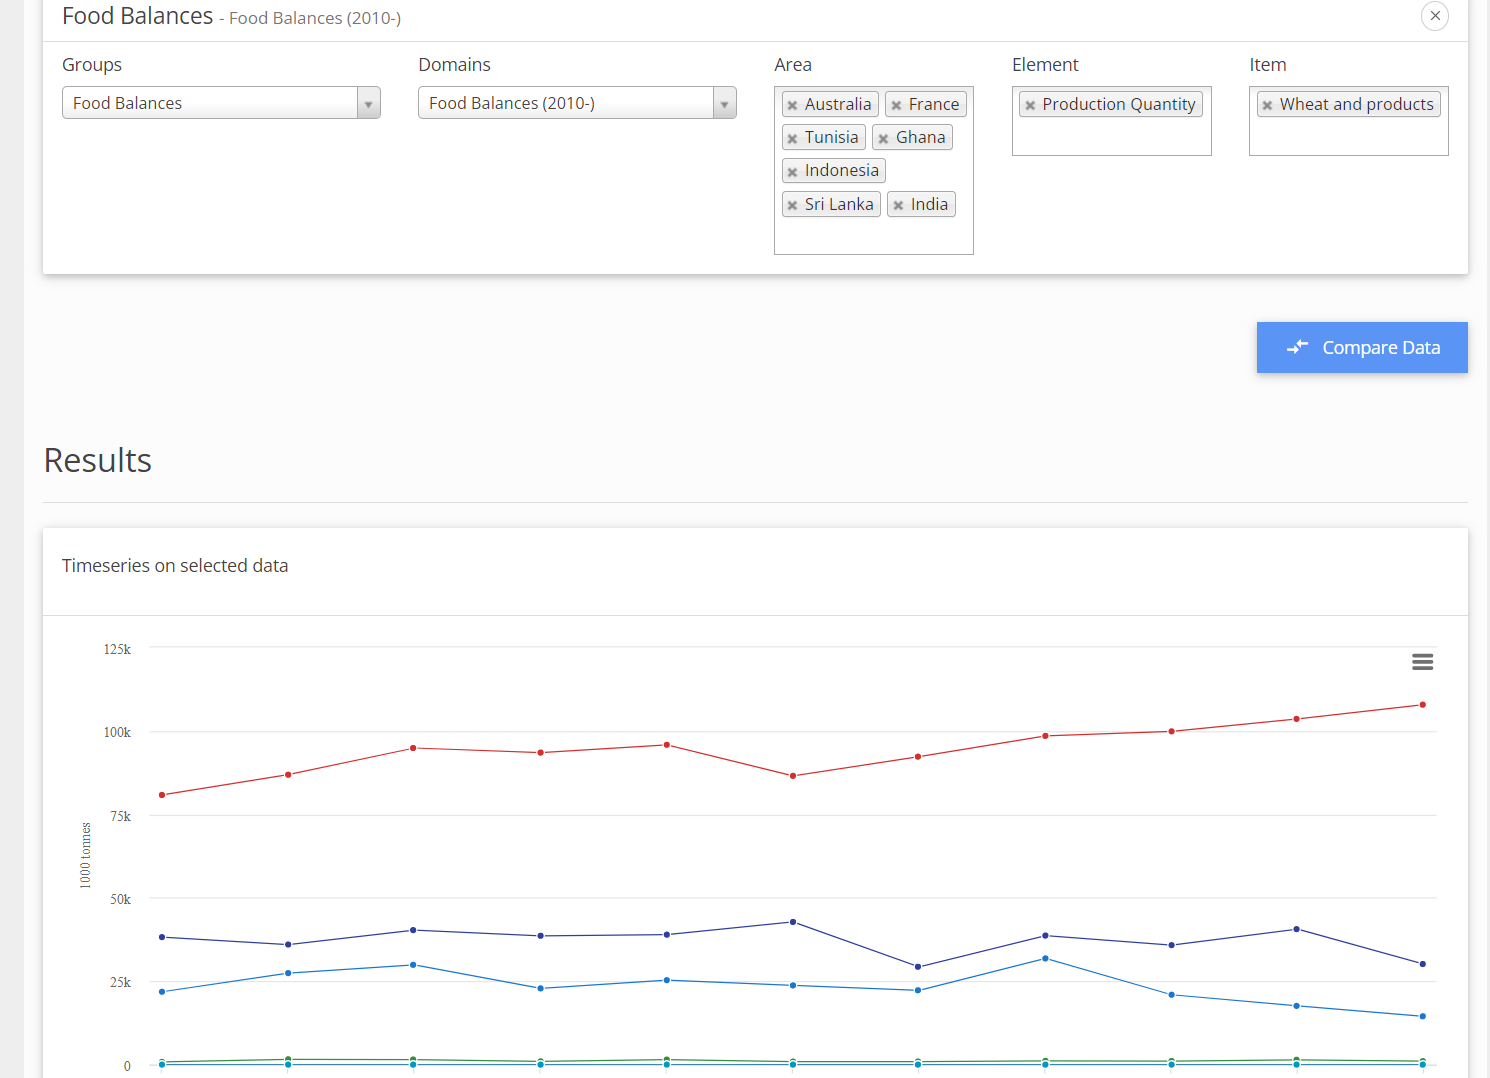 Food Balances - Food Balances (2010-)
Groups
Domains
Area
Element
Item
Food Balances
Food Balances (2010-)
Australia
France
Tunisia
Ghana
Indonesia
Sri Lanka
India
Production Quantity
Wheat and products
Compare Data
Results
Timeseries on selected data
125k
100k
75k
50k
25k
0
1000 tonnes